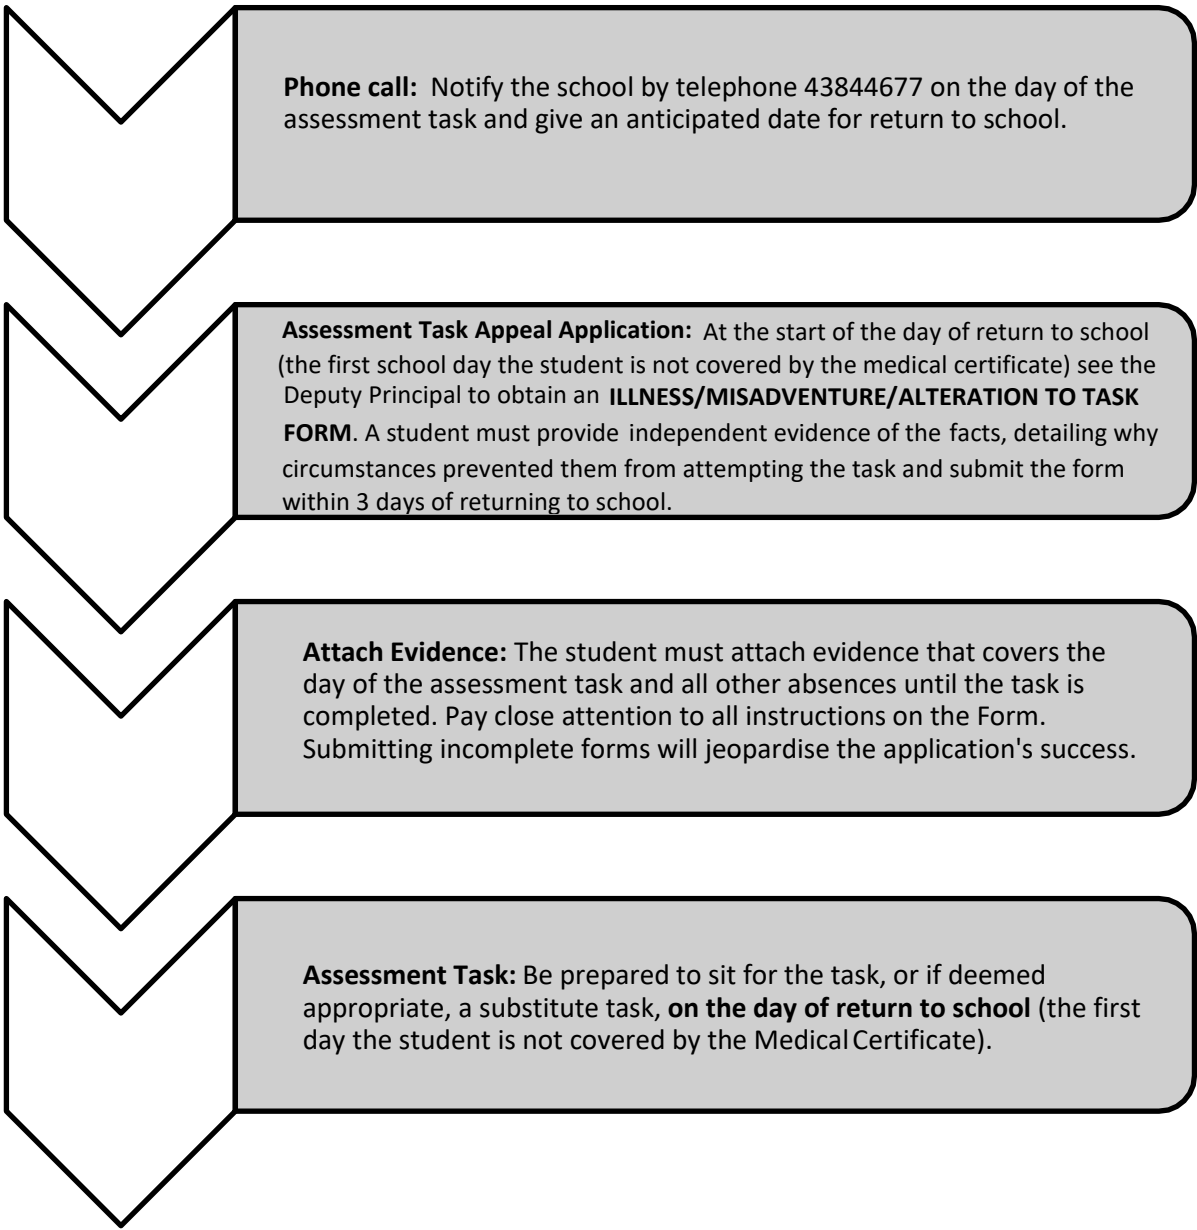 Phone call: Notify the school by telephone 43844677 on the day of the
assessment task and give an anticipated date for return to school.
Assessment Task Appeal Application: At the start of the day of return to school
(the first school day the student is not covered by the medical certificate) see the
Deputy Principal to obtain an ILLNESS/MISADVENTURE/ALTERATION TO TASK
FORM. A student must provide independent evidence of the facts, detailing why
circumstances prevented them from attempting the task and submit the form
within 3 days of returning to school.
Attach Evidence: The student must attach evidence that covers the
day of the assessment task and all other absences until the task is
completed. Pay close attention to all instructions on the Form.
Submitting incomplete forms will jeopardise the application's success.
Assessment Task: Be prepared to sit for the task, or if deemed
appropriate, a substitute task, on the day of return to school (the first
day the student is not covered by the Medical Certificate).